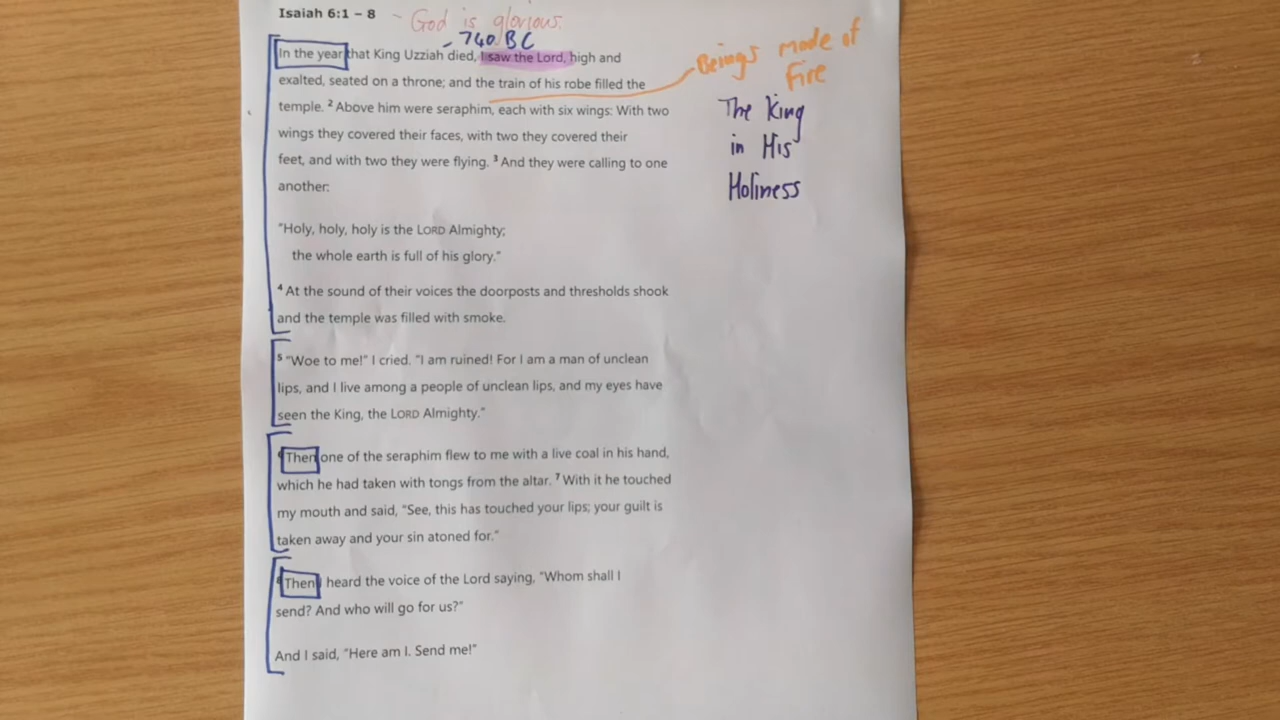 Isaiah 6:1 – 8 - God is glorious.
- 740 BC
In the year that King Uzziah died, I saw the Lord, high and
exalted, seated on a throne; and the train of his robe filled the
temple. 2 Above him were seraphim, each with six wings: With two
wings they covered their faces, with two they covered their
feet, and with two they were flying. 3 And they were calling to one
another:
"Holy, holy, holy is the LORD Almighty;
the whole earth is full of his glory."
4 At the sound of their voices the doorposts and thresholds shook
and the temple was filled with smoke.
5 "Woe to me!" I cried. "I am ruined! For I am a man of unclean
lips, and I live among a people of unclean lips, and my eyes have
seen the King, the LORD Almighty."
6 Then one of the seraphim flew to me with a live coal in his hand,
which he had taken with tongs from the altar. 7 With it he touched
my mouth and said, "See, this has touched your lips; your guilt is
taken away and your sin atoned for."
8 Then I heard the voice of the Lord saying, "Whom shall I
send? And who will go for us?"
And I said, "Here am I. Send me!"
Beings made of
Fire
The King
in His
Holiness